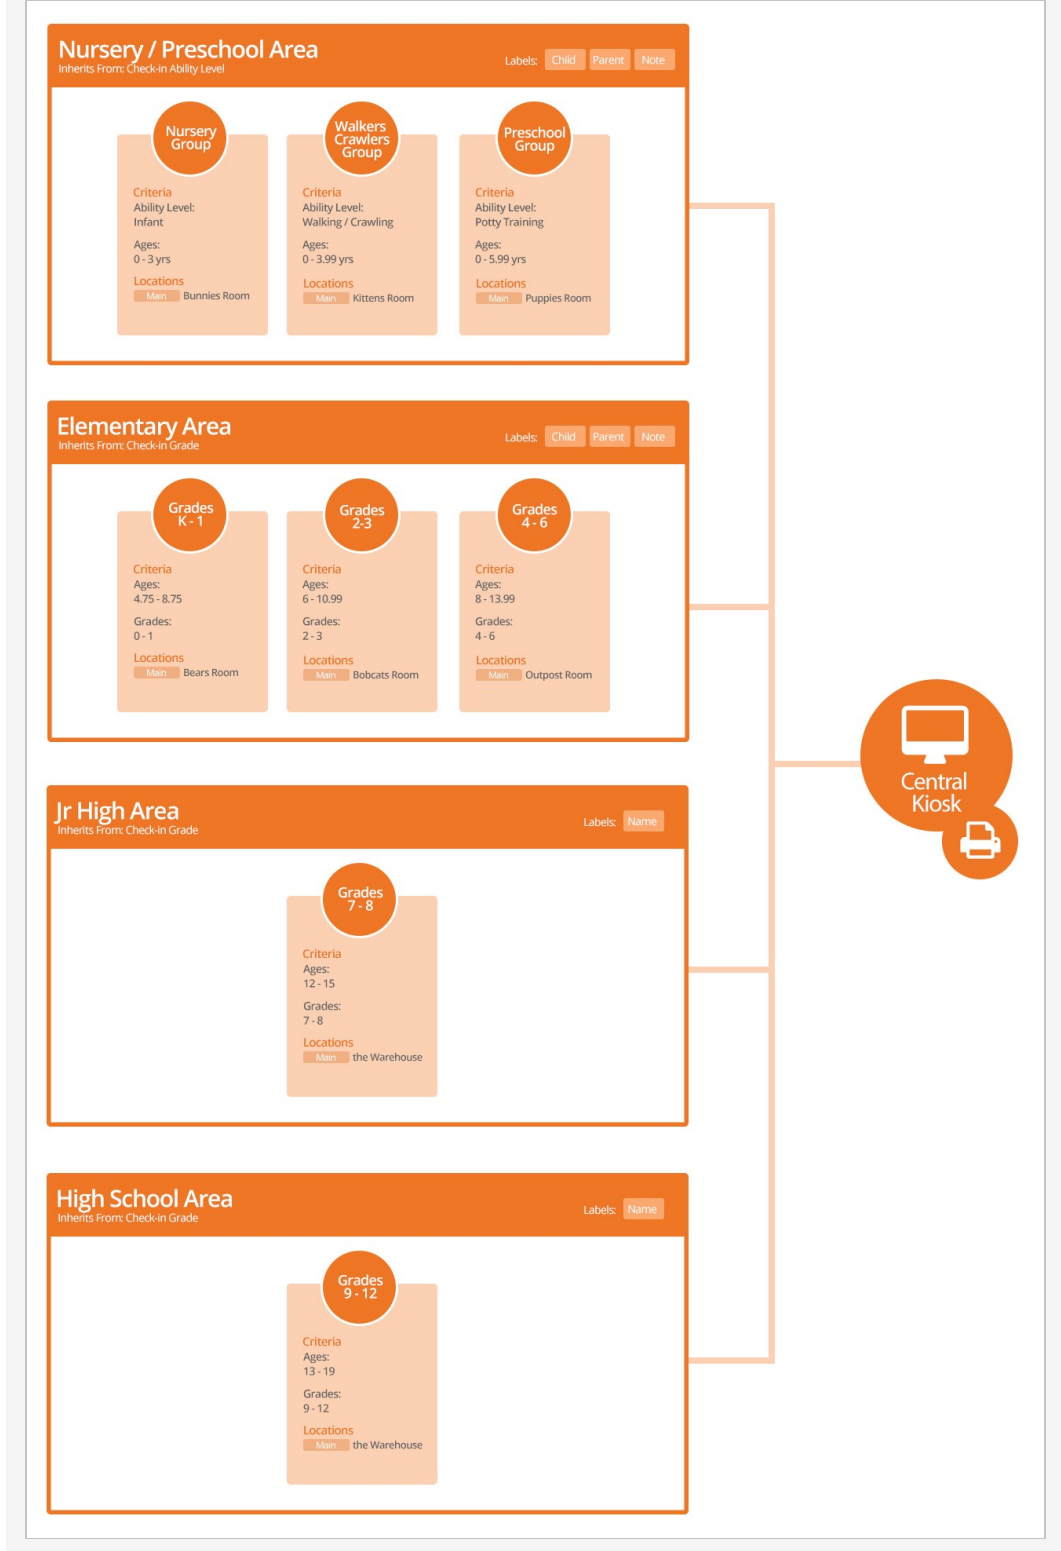 Nursery / Preschool Area
Inherits From: Check-in Ability Level
Labels: Child Parent Note
Nursery
Group
Criteria
Ability Level:
Infant
Ages:
0 - 3 yrs
Locations
Main Bunnies Room
Walkers
Crawlers
Group
Criteria
Ability Level:
Walking / Crawling
Ages:
0 - 3.99 yrs
Locations
Main Kittens Room
Preschool
Group
Criteria
Ability Level:
Potty Training
Ages:
0 - 5.99 yrs
Locations
Main Puppies Room
Elementary Area
Inherits From: Check-in Grade
Labels: Child Parent Note
Grades
K - 1
Criteria
Ages:
4.75 - 8.75
Grades:
0 - 1
Locations
Main Bears Room
Grades
2-3
Criteria
Ages:
6 - 10.99
Grades:
2 - 3
Locations
Main Bobcats Room
Grades
4 - 6
Criteria
Ages:
8 - 13.99
Grades:
4 - 6
Locations
Main Outpost Room
Jr High Area
Inherits From: Check-in Grade
Labels: Name
Grades
7 - 8
Criteria
Ages:
12 - 15
Grades:
7 - 8
Locations
Main the Warehouse
High School Area
Inherits From: Check-in Grade
Labels: Name
Grades
9 - 12
Criteria
Ages:
13 - 19
Grades:
9 - 12
Locations
Main the Warehouse
Central
Kiosk